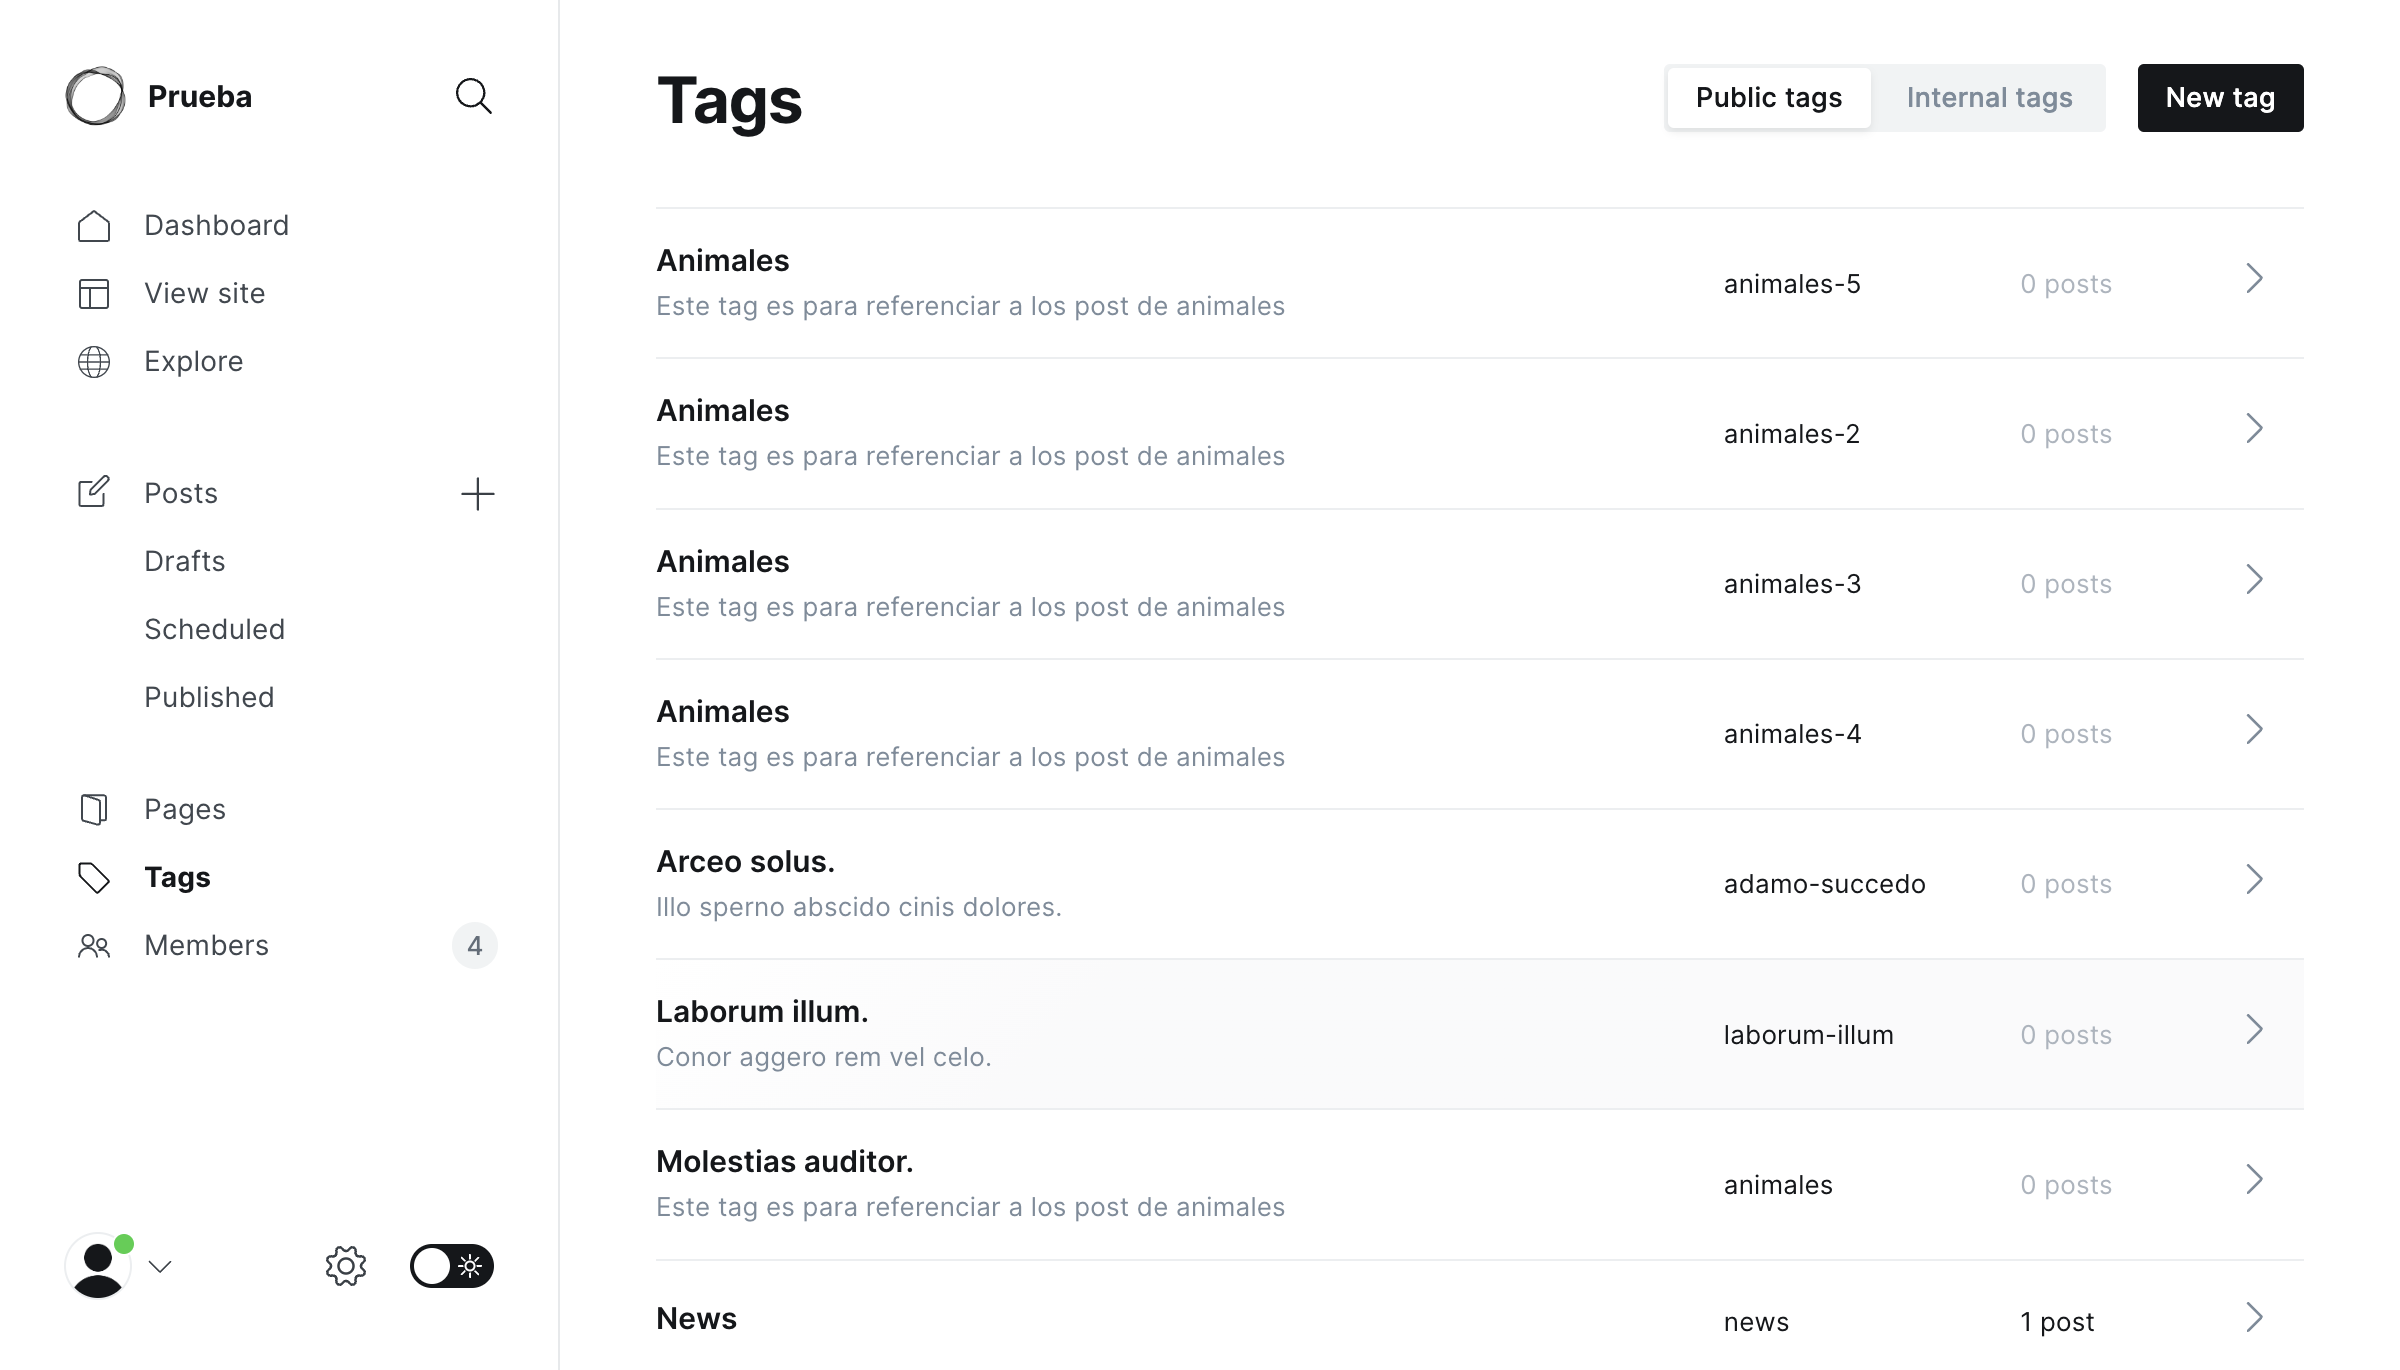 Prueba
Dashboard
View site
Explore
Posts
Drafts
Scheduled
Published
Pages
Tags
Members 4
Tags
Public tags Internal tags New tag
Animales
Este tag es para referenciar a los post de animales
animales-5 0 posts
Animales
Este tag es para referenciar a los post de animales
animales-2 0 posts
Animales
Este tag es para referenciar a los post de animales
animales-3 0 posts
Animales
Este tag es para referenciar a los post de animales
animales-4 0 posts
Arceo solus.
Illo sperno abscido cinis dolores.
adamo-succedo 0 posts
Laborum illum.
Conor aggero rem vel celo.
laborum-illum 0 posts
Molestias auditor.
Este tag es para referenciar a los post de animales
animales 0 posts
News
news 1 post